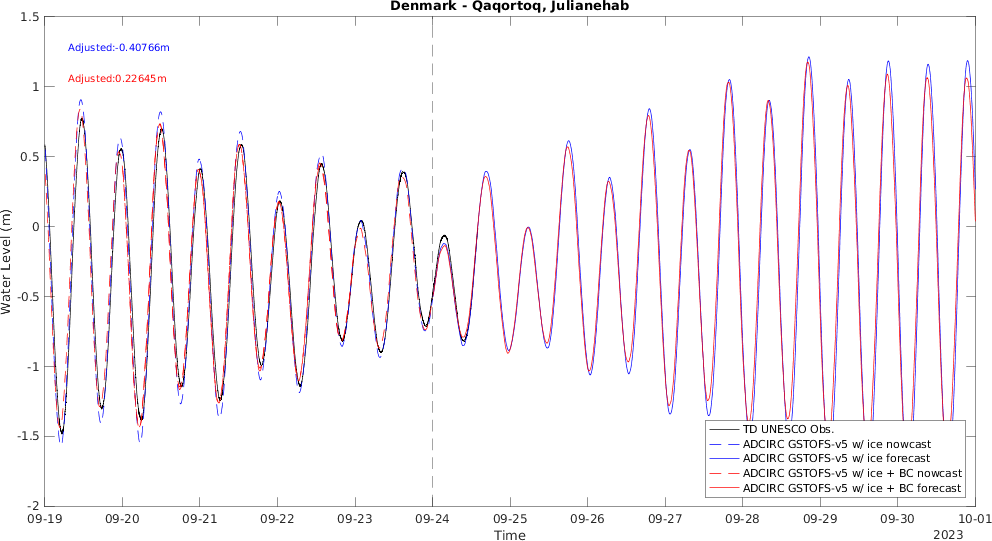 Denmark - Qaqortoq, Julianehab
1.5
Adjusted:-0.40766m
Adjusted:0.22645m
1
0.5
0
-0.5
-1
-1.5
-2
Water Level (m)
TD UNESCO Obs.
ADCIRC GSTOFS-v5 w/ ice nowcast
ADCIRC GSTOFS-v5 w/ ice forecast
ADCIRC GSTOFS-v5 w/ ice + BC nowcast
ADCIRC GSTOFS-v5 w/ ice + BC forecast
09-19 09-20 09-21 09-22 09-23 09-24 09-25 09-26 09-27 09-28 09-29 09-30 10-01
Time
2023